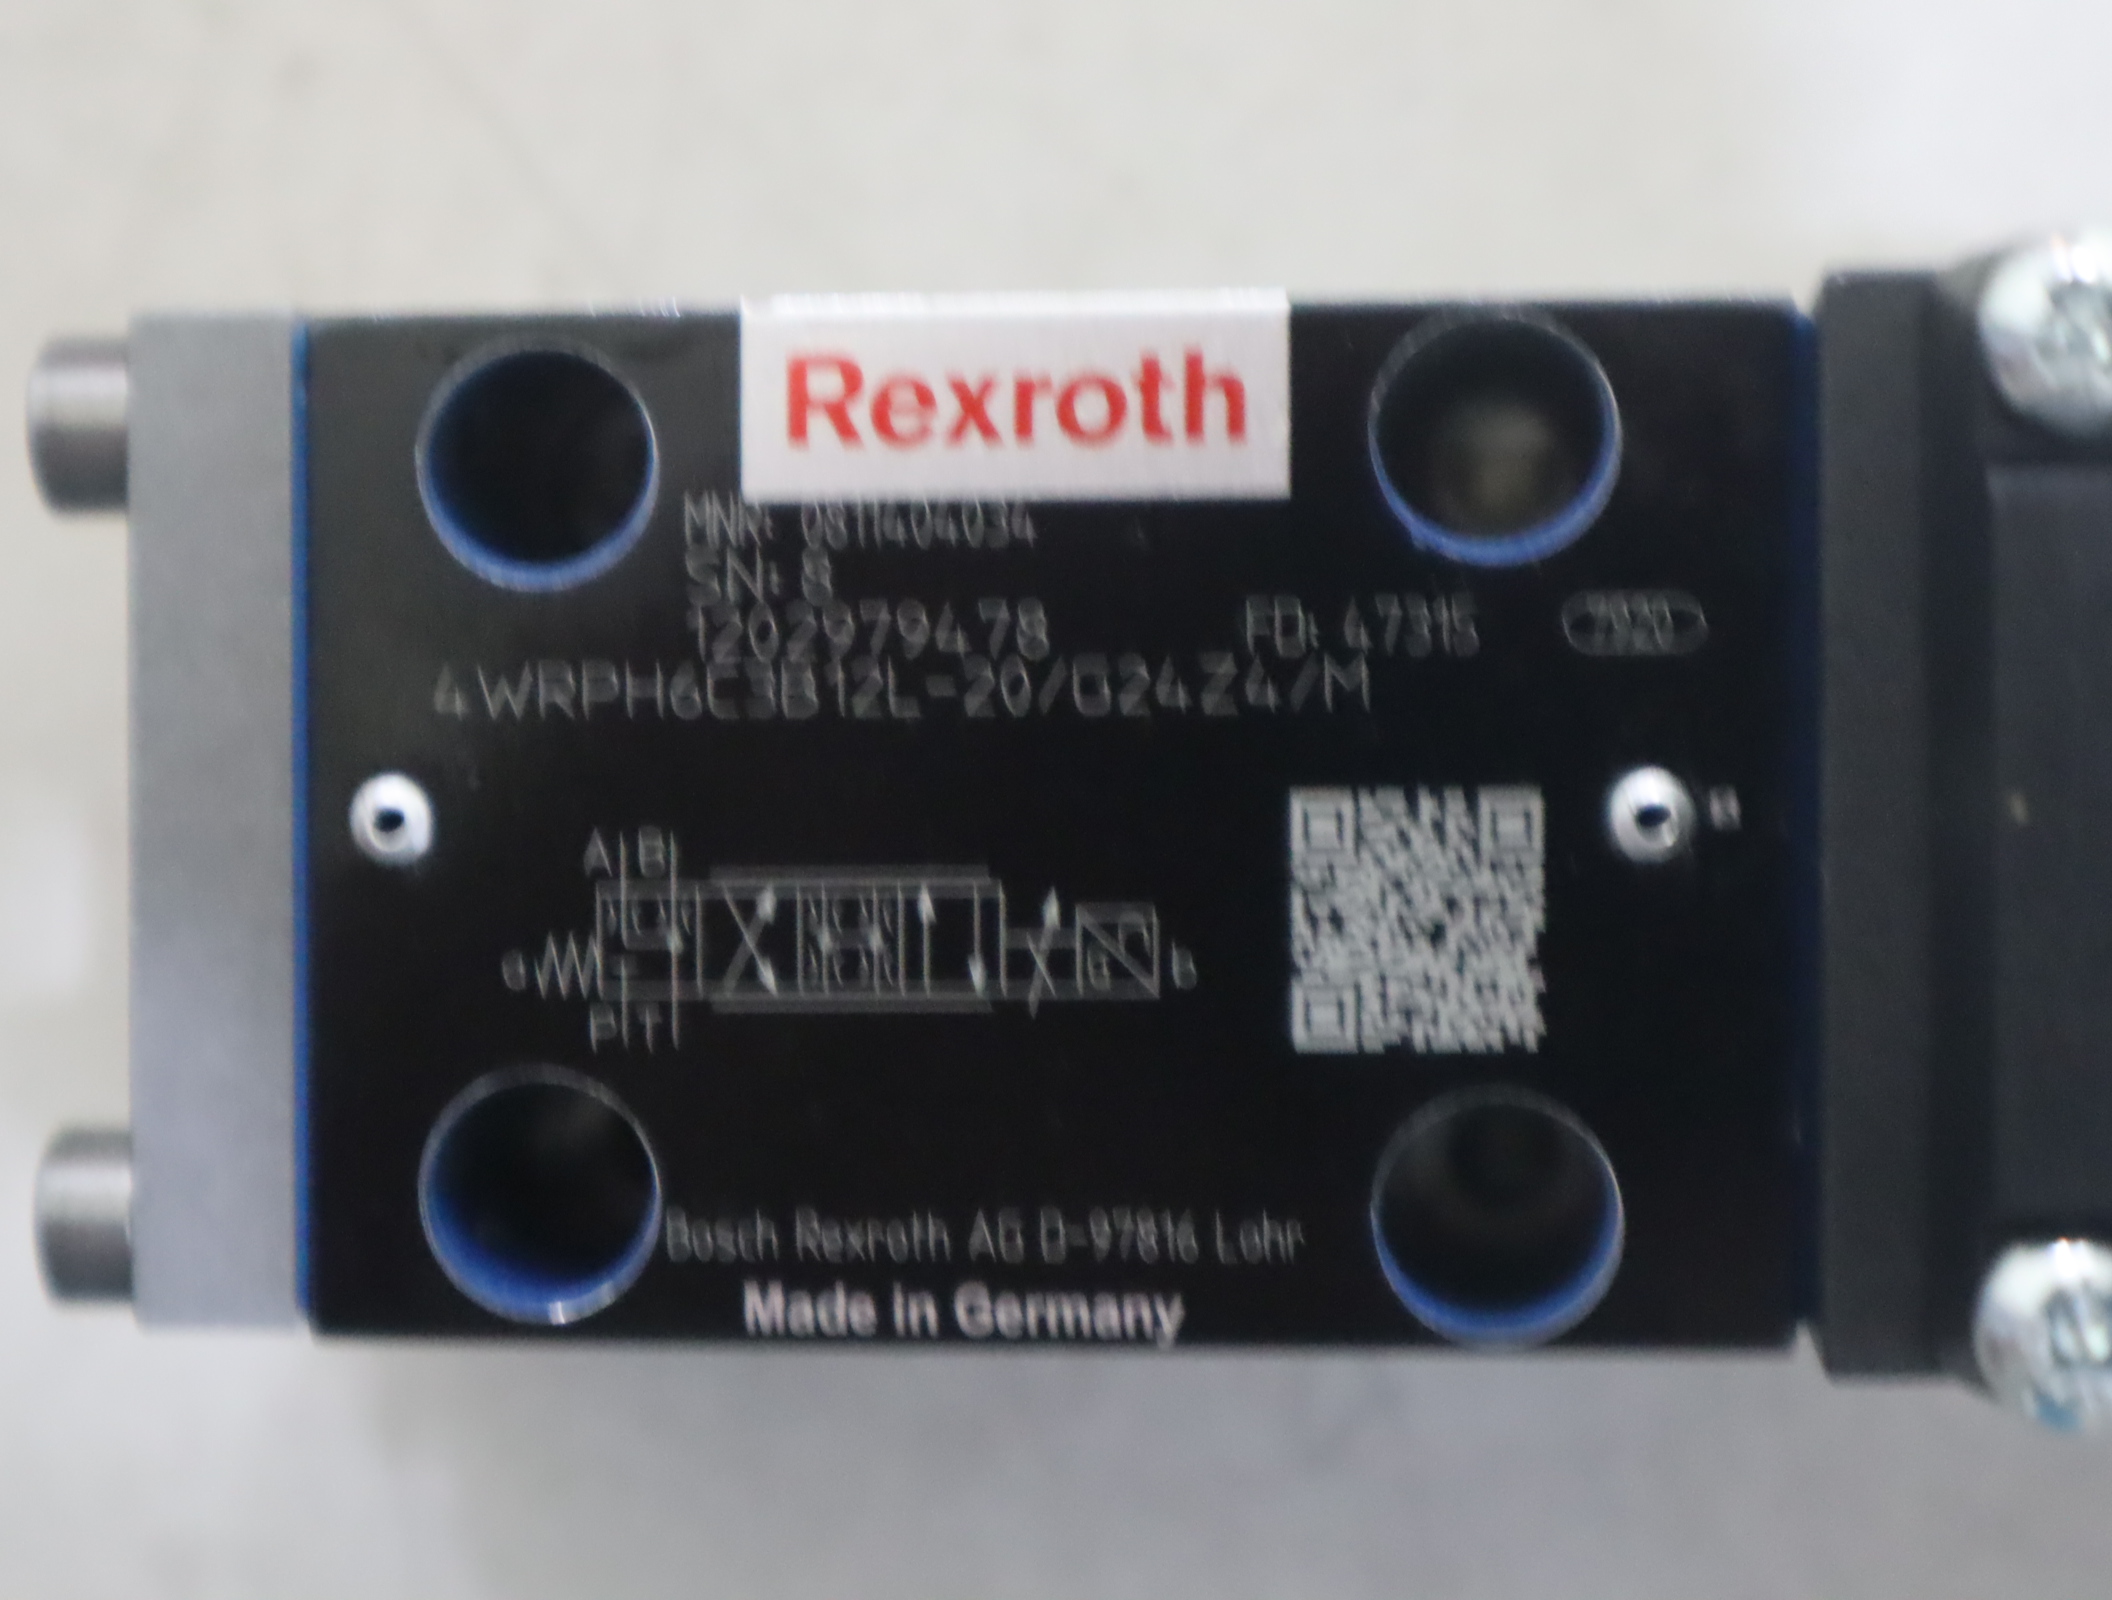 Rexroth
MNR: 0811404034
SN: 8
1202979478 FD: 47315 7920
4WRPH6C3B12L-20/G24Z4/M
A B
a b
P T
Bosch Rexroth AG D-97816 Lohr
Made in Germany